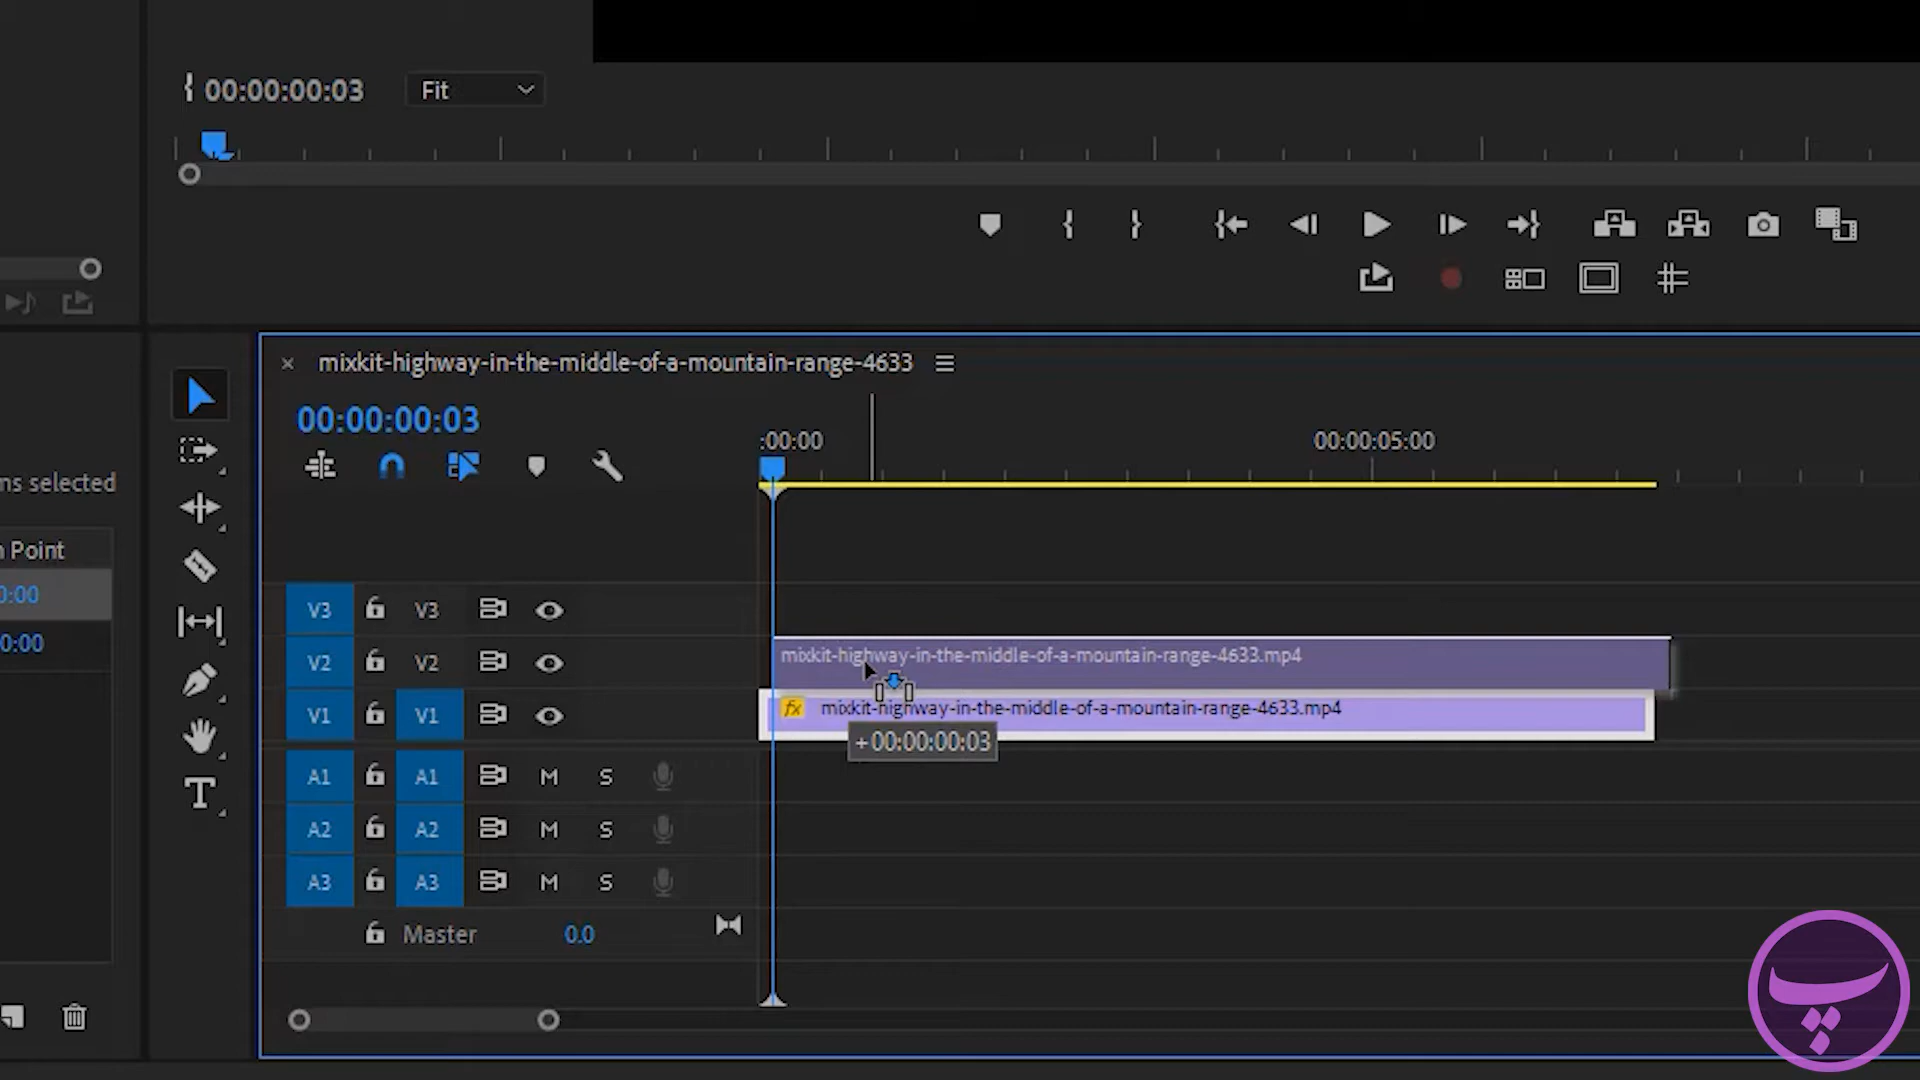 00:00:00:03
Fit
mixkit-highway-in-the-middle-of-a-mountain-range-4633
00:00:00:03
:00:00
00:00:05:00
ms selected
n Point
0:00
0:00
V3 V3
V2 V2
mixkit-highway-in-the-middle-of-a-mountain-range-4633.mp4
V1 V1
fx mixkit-highway-in-the-middle-of-a-mountain-range-4633.mp4
+00:00:00:03
A1 A1 M S
A2 A2 M S
A3 A3 M S
Master 0.0
پ